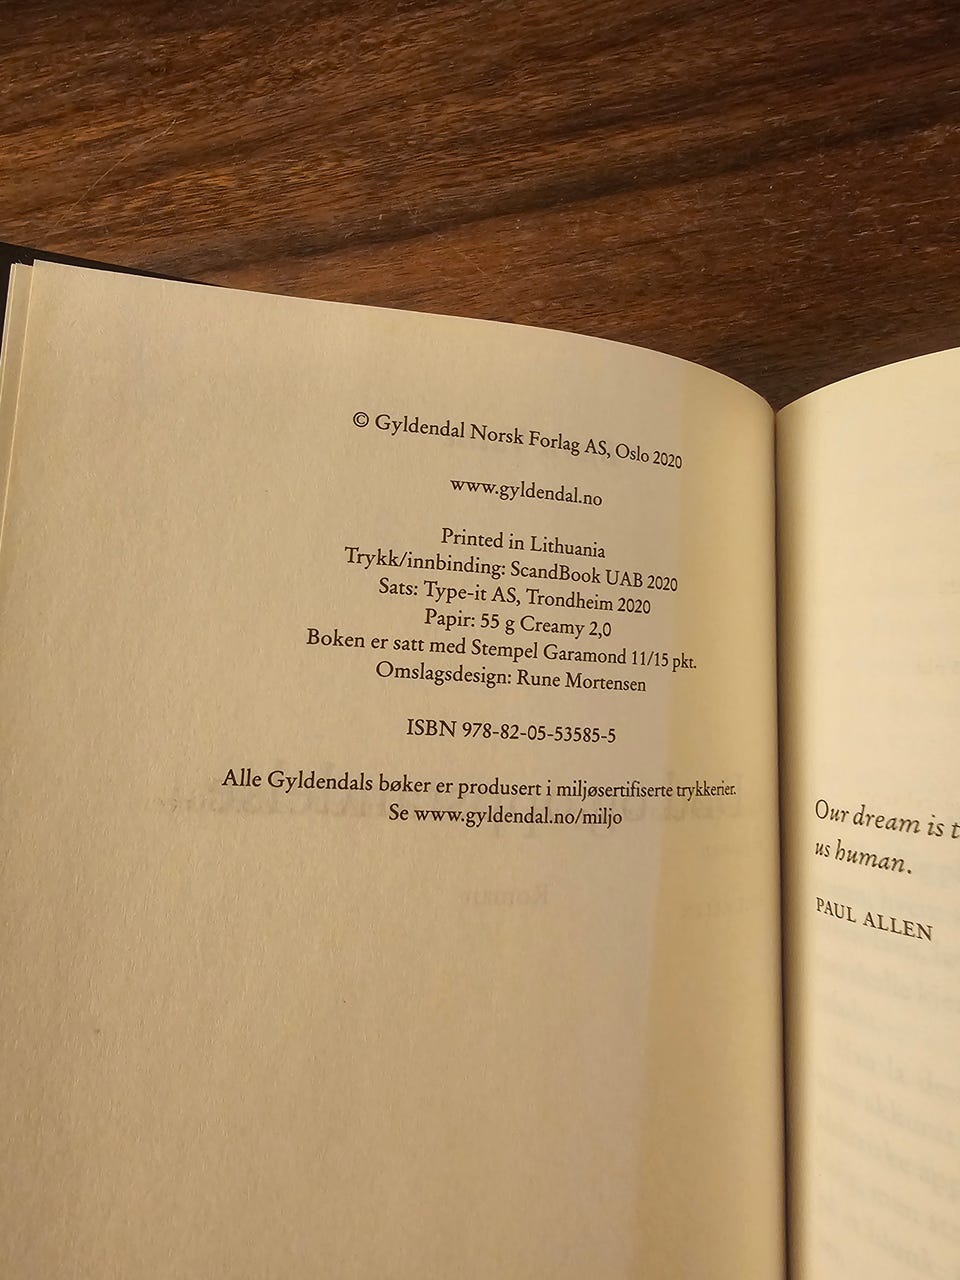 © Gyldendal Norsk Forlag AS, Oslo 2020
www.gyldendal.no
Printed in Lithuania
Trykk/innbinding: ScandBook UAB 2020
Sats: Type-it AS, Trondheim 2020
Papir: 55 g Creamy 2,0
Boken er satt med Stempel Garamond 11/15 pkt.
Omslagsdesign: Rune Mortensen
ISBN 978-82-05-53585-5
Alle Gyldendals bøker er produsert i miljøsertifiserte trykkerier.
Se www.gyldendal.no/miljo
Our dream is
us human.
PAUL ALLEN